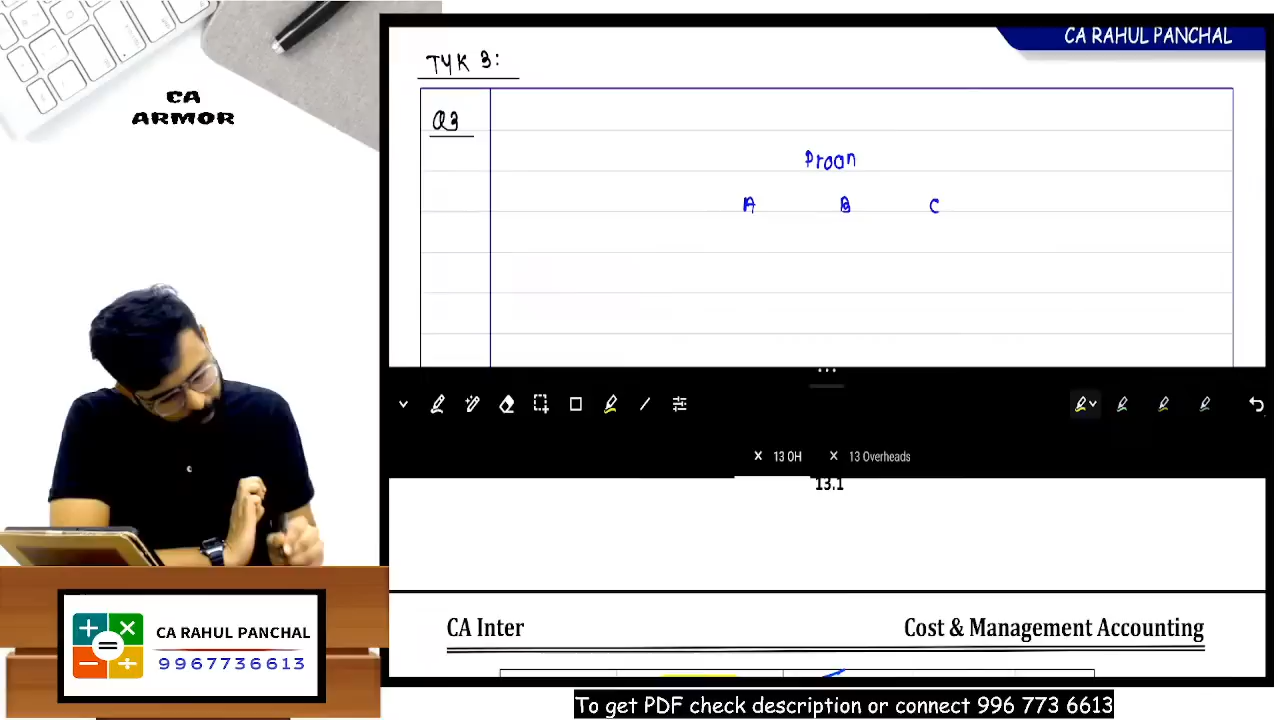 CA RAHUL PANCHAL
TYK 3:
CA
ARMOR
Q3
Proan
A B C
13 OH 13 Overheads
13.1
CA Inter Cost & Management Accounting
CA RAHUL PANCHAL
9967736613
To get PDF check description or connect 996 773 6613